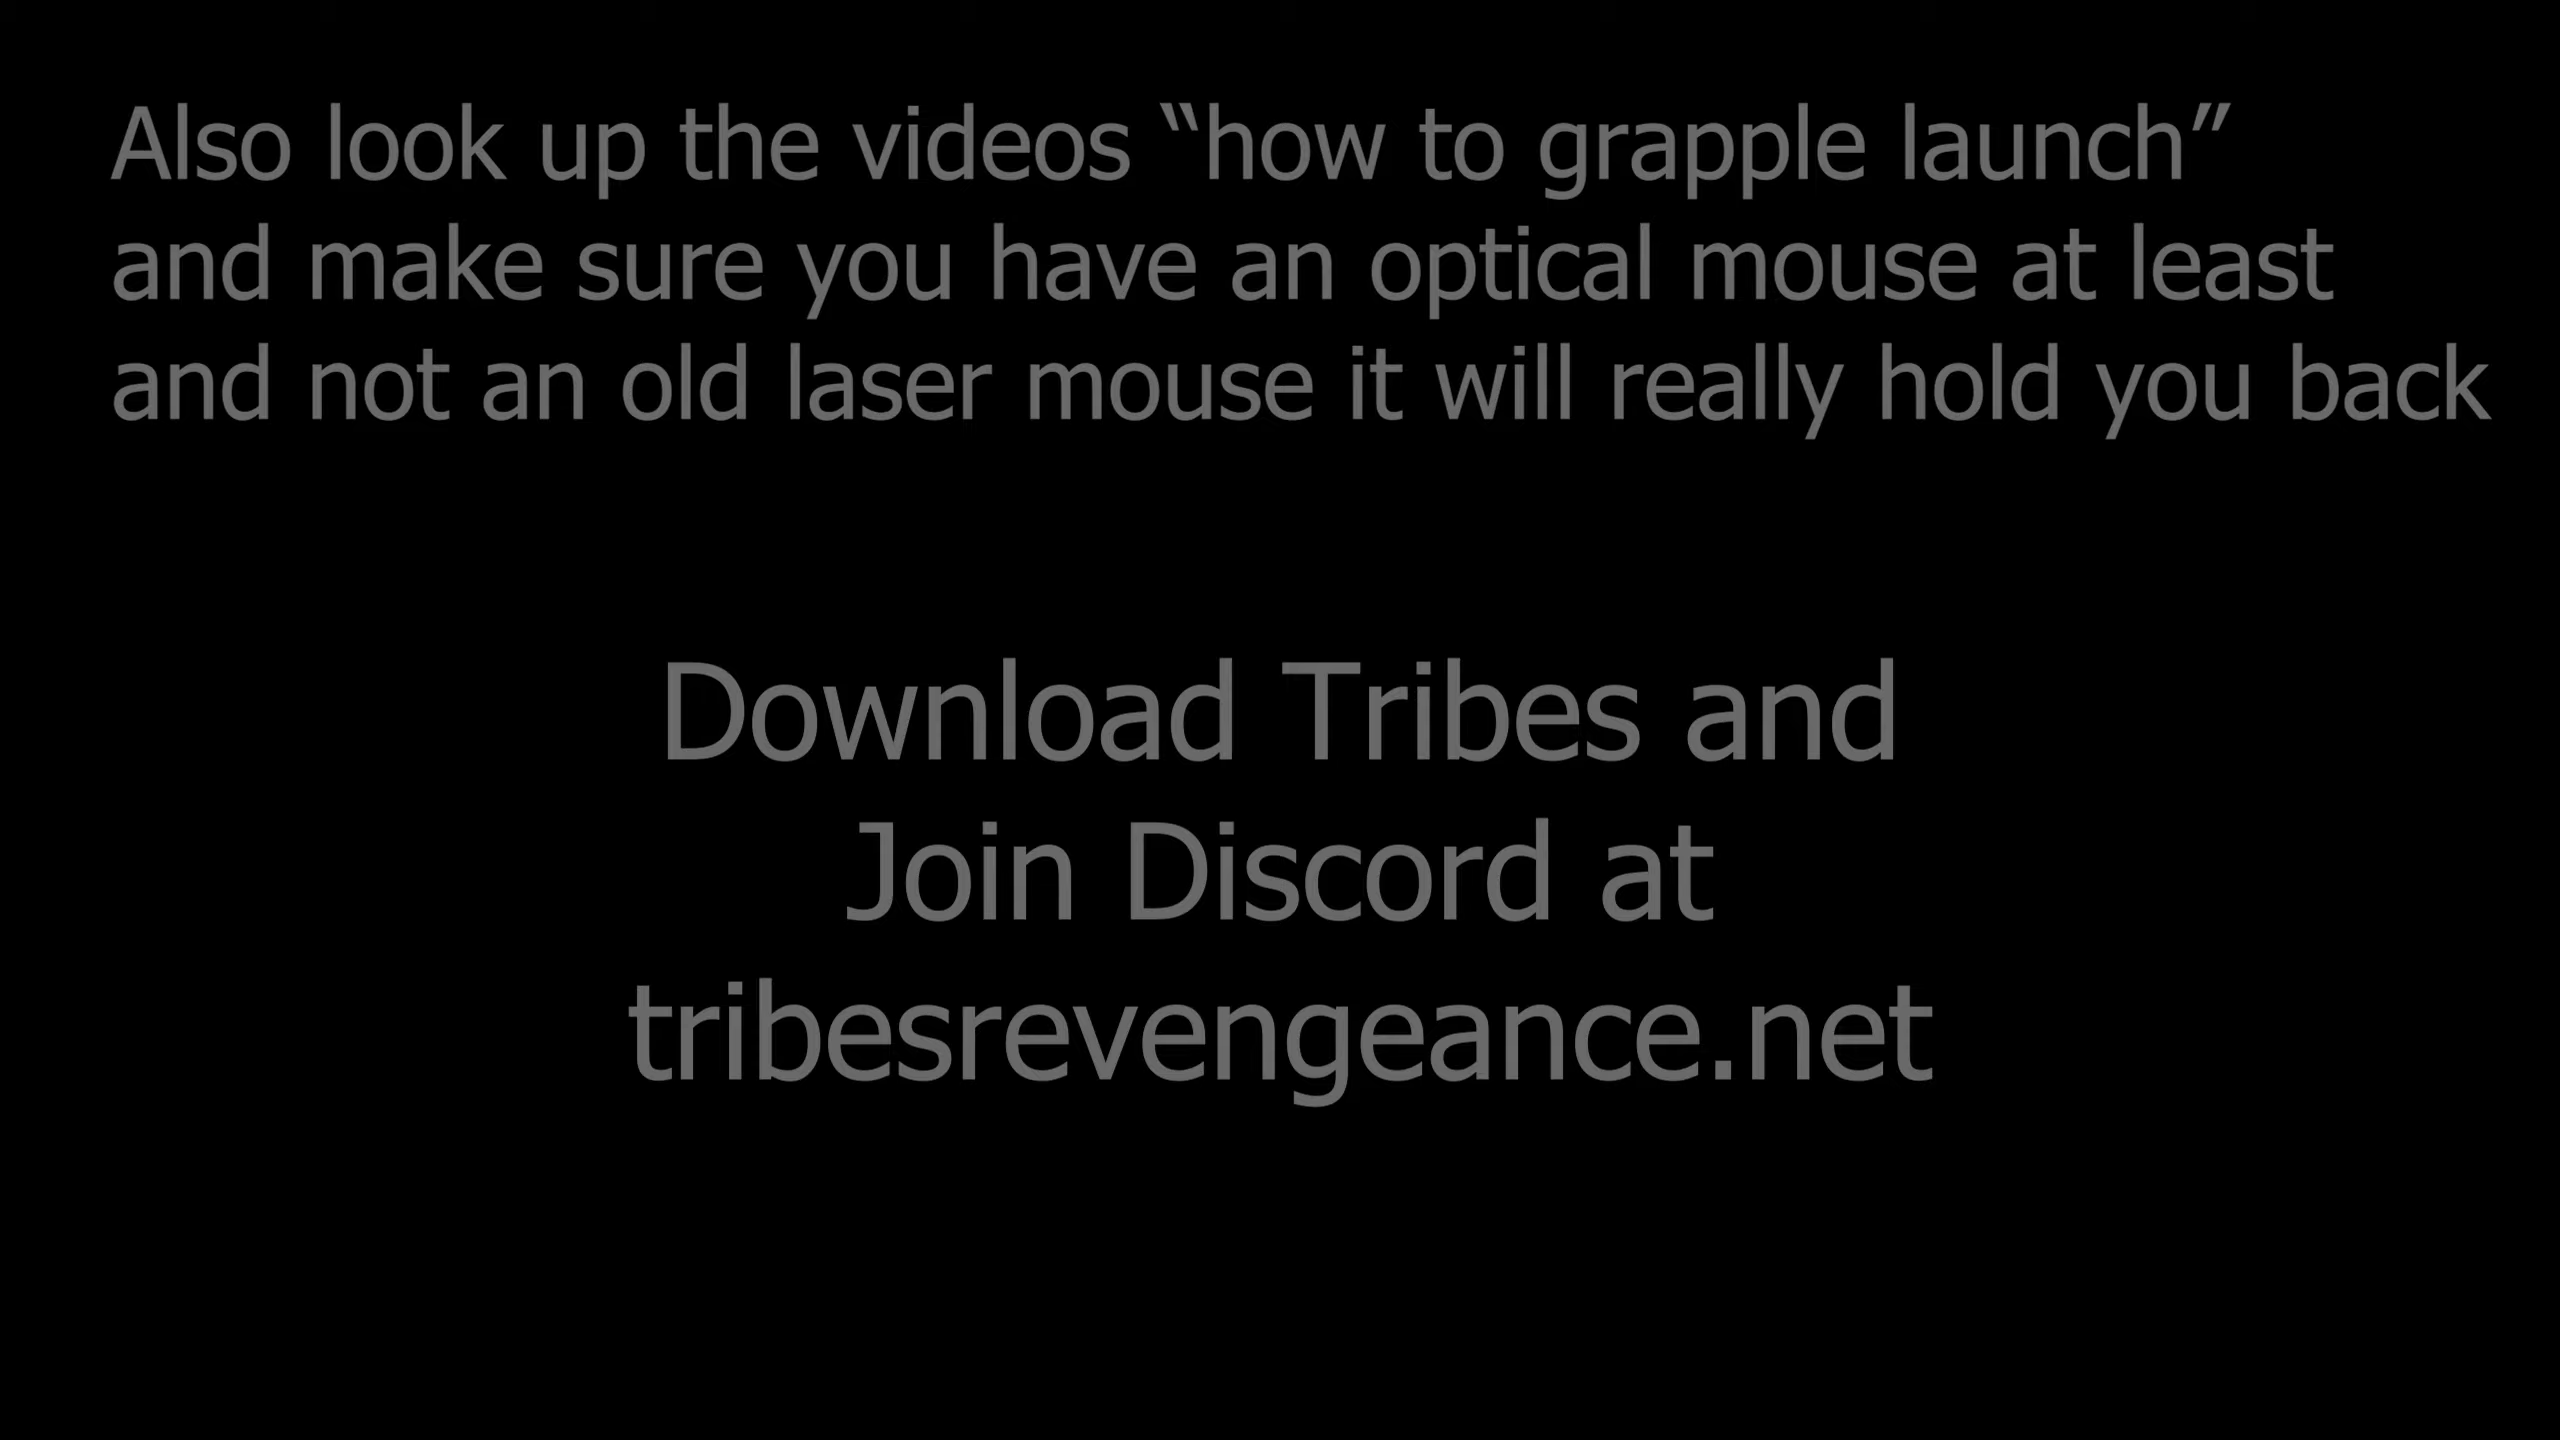 Also look up the videos “how to grapple launch”
and make sure you have an optical mouse at least
and not an old laser mouse it will really hold you back
Download Tribes and
Join Discord at
tribesrevengeance.net